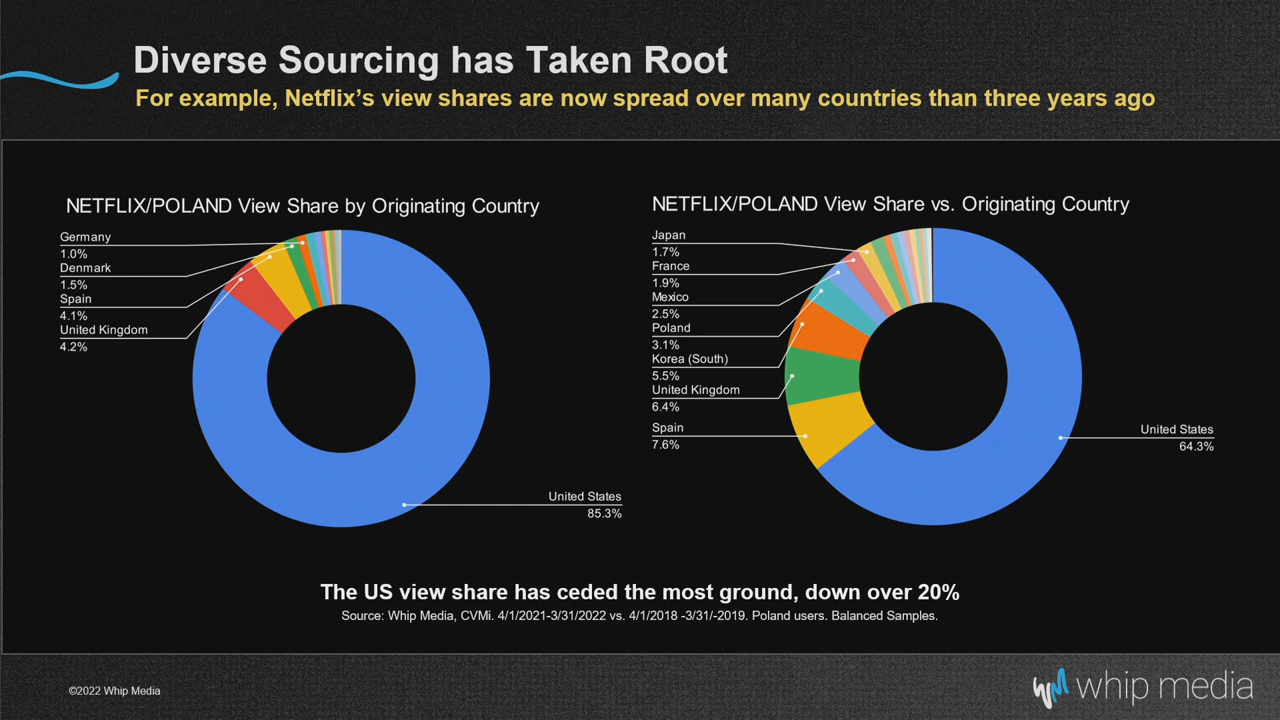 Diverse Sourcing has Taken Root
For example, Netflix's view shares are now spread over many countries than three years ago
NETFLIX/POLAND View Share by Originating Country
Germany
1.0%
Denmark
1.5%
Spain
4.1%
United Kingdom
4.2%
United States
85.3%
NETFLIX/POLAND View Share vs. Originating Country
Japan
1.7%
France
1.9%
Mexico
2.5%
Poland
3.1%
Korea (South)
5.5%
United Kingdom
6.4%
Spain
7.6%
United States
64.3%
The US view share has ceded the most ground, down over 20%
Source: Whip Media, CVMi. 4/1/2021-3/31/2022 vs. 4/1/2018 -3/31/-2019. Poland users. Balanced Samples.
©2022 Whip Media
whip media